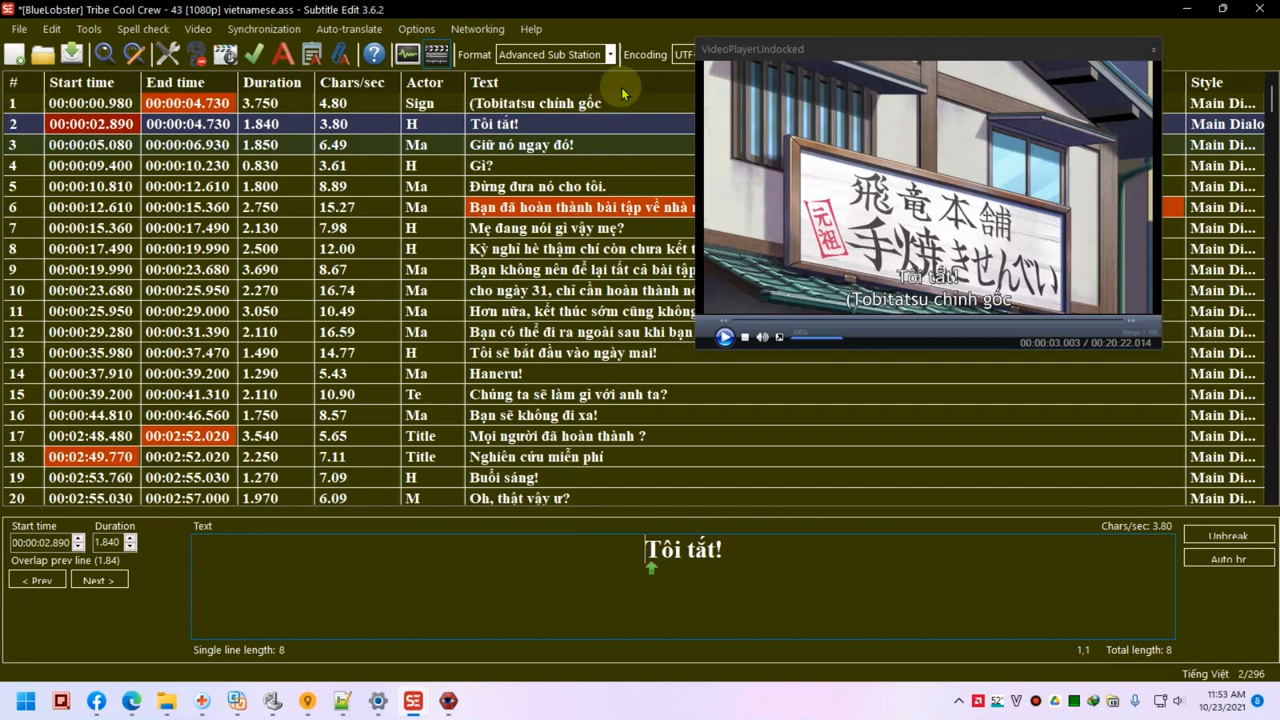 *[BlueLobster] Tribe Cool Crew - 43 [1080p] vietnamese.ass - Subtitle Edit 3.6.2
File Edit Tools Spell check Video Synchronization Auto-translate Options Networking Help
Format Advanced Sub Station Encoding UTF-
# Start time End time Duration Chars/sec Actor Text Style
1 00:00:00.980 00:00:04.730 3.750 4.80 Sign (Tobitatsu chính gốc Main Di...
2 00:00:02.890 00:00:04.730 1.840 3.80 H Tôi tắt! Main Dialo
3 00:00:05.080 00:00:06.930 1.850 6.49 Ma Giữ nó ngay đó! Main Di...
4 00:00:09.400 00:00:10.230 0.830 3.61 H Gì? Main Di...
5 00:00:10.810 00:00:12.610 1.800 8.89 Ma Đừng đưa nó cho tôi. Main Di...
6 00:00:12.610 00:00:15.360 2.750 15.27 Ma Bạn đã hoàn thành bài tập về nhà Main Di...
7 00:00:15.360 00:00:17.490 2.130 7.98 H Mẹ đang nói gì vậy mẹ? Main Di...
8 00:00:17.490 00:00:19.990 2.500 12.00 H Kỳ nghỉ hè thậm chí còn chưa kết t Main Di...
9 00:00:19.990 00:00:23.680 3.690 8.67 Ma Bạn không nên để lại tất cả bài tập Main Di...
10 00:00:23.680 00:00:25.950 2.270 16.74 Ma cho ngày 31, chỉ cần hoàn thành nó Main Di...
11 00:00:25.950 00:00:29.000 3.050 10.49 Ma Hơn nữa, kết thúc sớm cũng không Main Di...
12 00:00:29.280 00:00:31.390 2.110 16.59 Ma Bạn có thể đi ra ngoài sau khi bạn Main Di...
13 00:00:35.980 00:00:37.470 1.490 14.77 H Tôi sẽ bắt đầu vào ngày mai! Main Di...
14 00:00:37.910 00:00:39.200 1.290 5.43 Ma Haneru! Main Di...
15 00:00:39.200 00:00:41.310 2.110 10.90 Te Chúng ta sẽ làm gì với anh ta? Main Di...
16 00:00:44.810 00:00:46.560 1.750 8.57 Ma Bạn sẽ không đi xa! Main Di...
17 00:02:48.480 00:02:52.020 3.540 5.65 Title Mọi người đã hoàn thành ? Main Di...
18 00:02:49.770 00:02:52.020 2.250 7.11 Title Nghiên cứu miễn phí Main Di...
19 00:02:53.760 00:02:55.030 1.270 7.09 H Buổi sáng! Main Di...
20 00:02:55.030 00:02:57.000 1.970 6.09 M Oh, thật vậy ư? Main Di...
VideoPlayerUndocked x
元祖
飛竜本舗
手焼きせんべい
Tôi tắt!
(Tobitatsu chính gốc
00:00:03.003 / 00:20:22.014
Start time Duration Text Chars/sec: 3.80
00:00:02.890 1.840
Overlap prev line (1.84)
< Prev Next >
Tôi tắt!
Unbreak
Auto br
Single line length: 8 1,1 Total length: 8
Tiếng Việt 2/296
52°
11:53 AM
10/23/2021
8